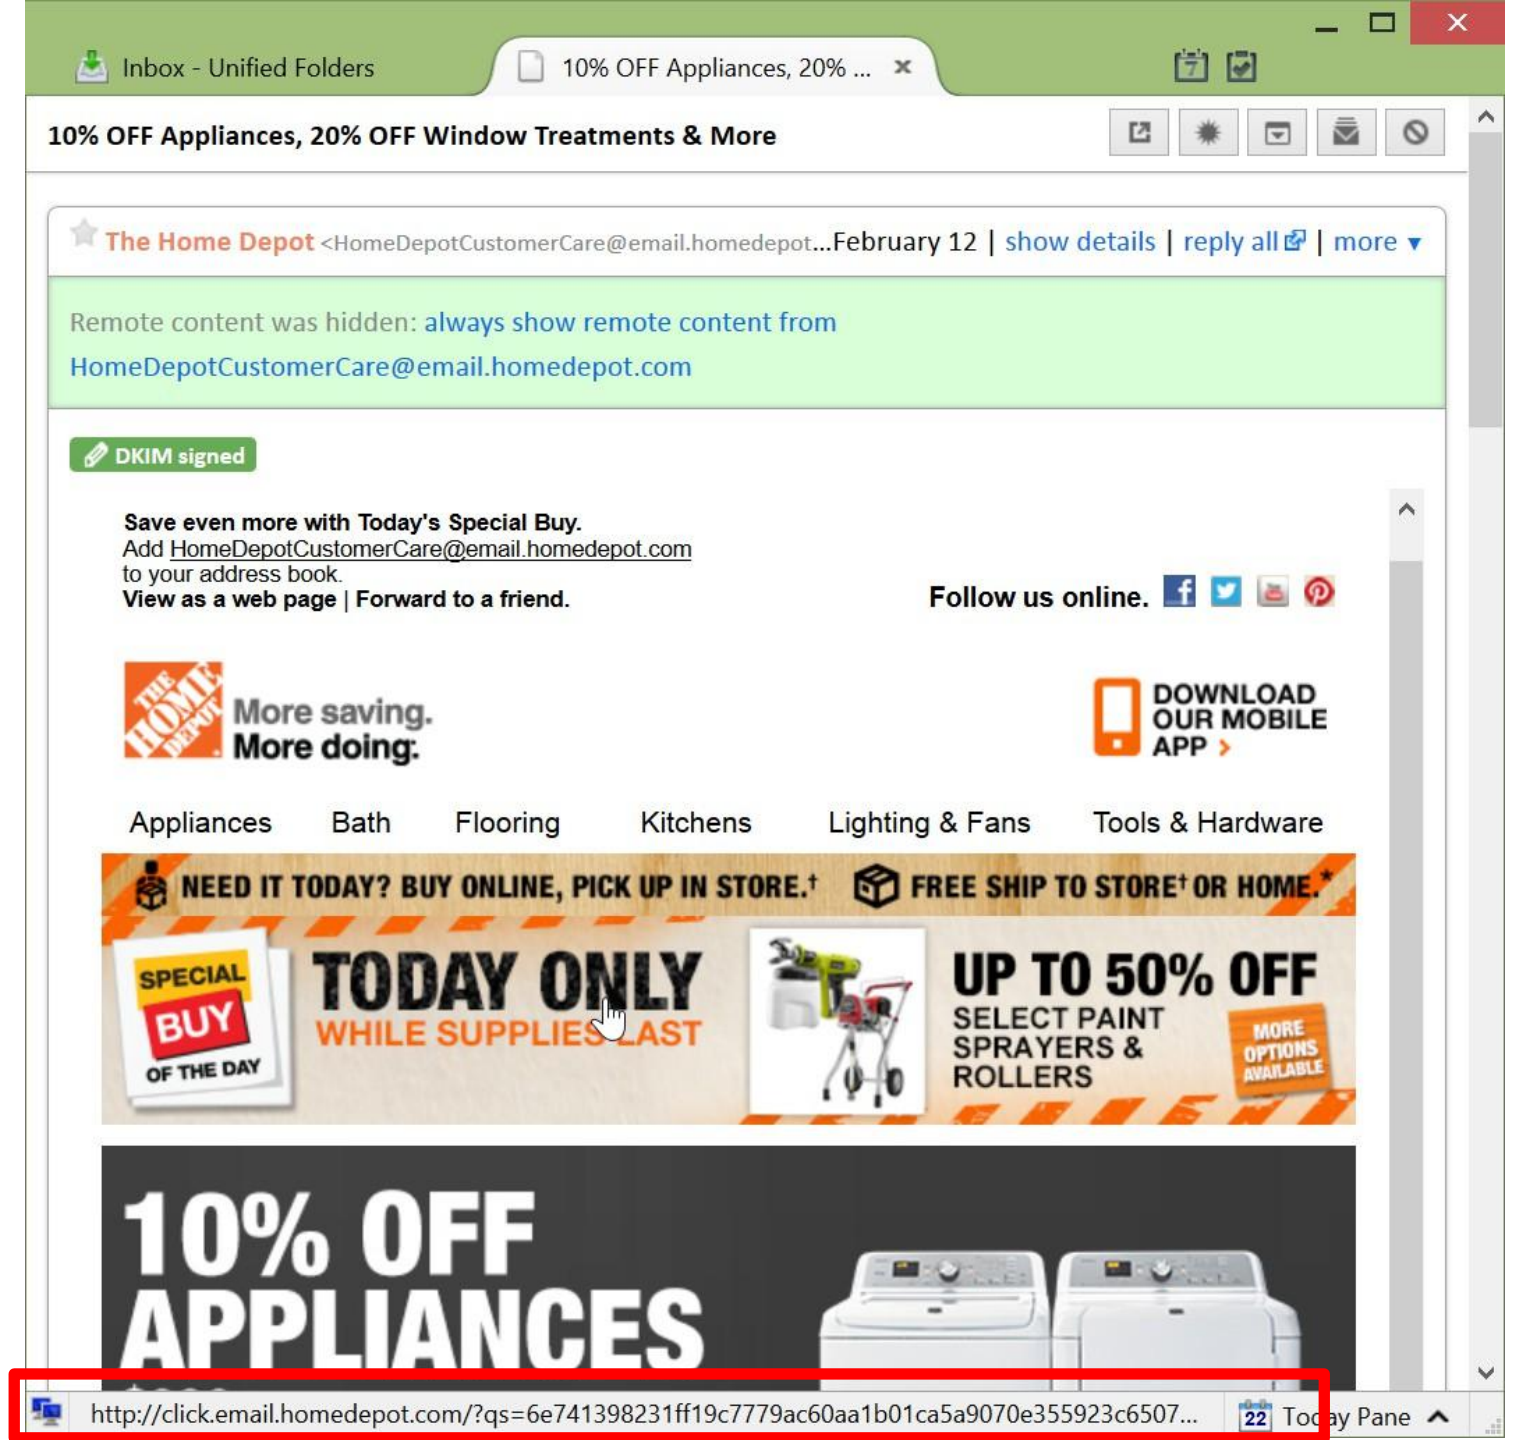 Inbox - Unified Folders
10% OFF Appliances, 20% ...
7
10% OFF Appliances, 20% OFF Window Treatments & More
The Home Depot <HomeDepotCustomerCare@email.homedepot...February 12 | show details | reply all | more
Remote content was hidden: always show remote content from
HomeDepotCustomerCare@email.homedepot.com
DKIM signed
Save even more with Today's Special Buy.
Add HomeDepotCustomerCare@email.homedepot.com
to your address book.
View as a web page | Forward to a friend.
Follow us online.
THE HOME DEPOT
More saving.
More doing.
DOWNLOAD
OUR MOBILE
APP >
Appliances Bath Flooring Kitchens Lighting & Fans Tools & Hardware
NEED IT TODAY? BUY ONLINE, PICK UP IN STORE.† FREE SHIP TO STORE† OR HOME.*
SPECIAL
BUY
OF THE DAY
TODAY ONLY
WHILE SUPPLIES LAST
UP TO 50% OFF
SELECT PAINT
SPRAYERS &
ROLLERS
MORE
OPTIONS
AVAILABLE
10% OFF
APPLIANCES
http://click.email.homedepot.com/?qs=6e741398231ff19c7779ac60aa1b01ca5a9070e355923c6507...
22 Today Pane